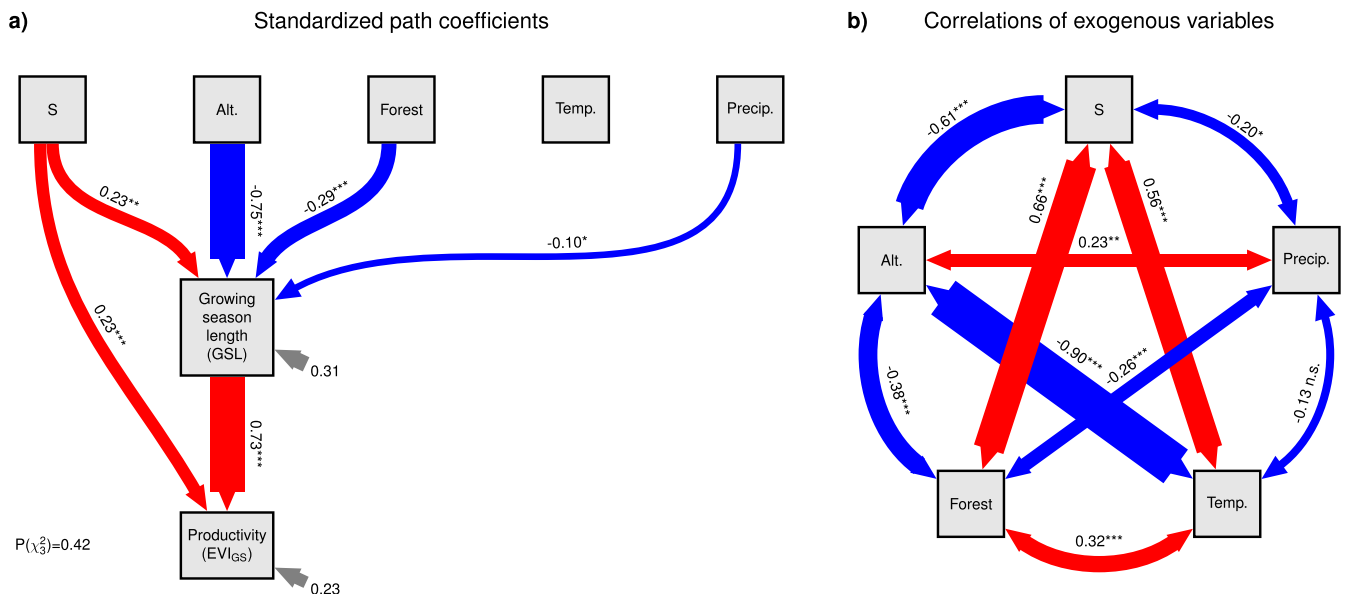 a)
Standardized path coefficients
S
Alt.
Forest
Temp.
Precip.
0.23**
-0.75***
-0.29***
-0.10*
Growing
season
length
(GSL)
0.31
0.23***
0.73***
Productivity
(EVI_GS)
0.23
P(χ²₃)=0.42
b)
Correlations of exogenous variables
S
-0.61***
-0.20*
0.66***
0.56***
Alt.
0.23**
Precip.
-0.90***
-0.26***
-0.38***
-0.13 n.s.
Forest
Temp.
0.32***